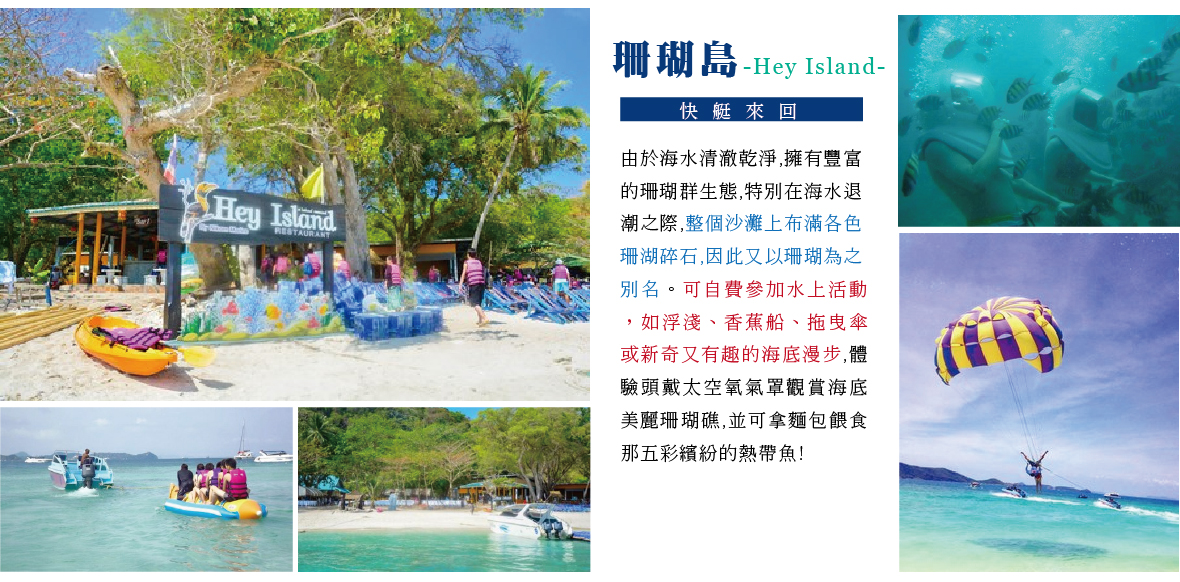 Hey Island
RESTAURANT
珊瑚島-Hey Island-
快艇來回
由於海水清澈乾淨,擁有豐富
的珊瑚群生態,特別在海水退
潮之際,整個沙灘上布滿各色
珊湖碎石,因此又以珊瑚為之
別名。可自費參加水上活動
，如浮淺、香蕉船、拖曳傘
或新奇又有趣的海底漫步,體
驗頭戴太空氧氣罩觀賞海底
美麗珊瑚礁,並可拿麵包餵食
那五彩繽紛的熱帶魚!